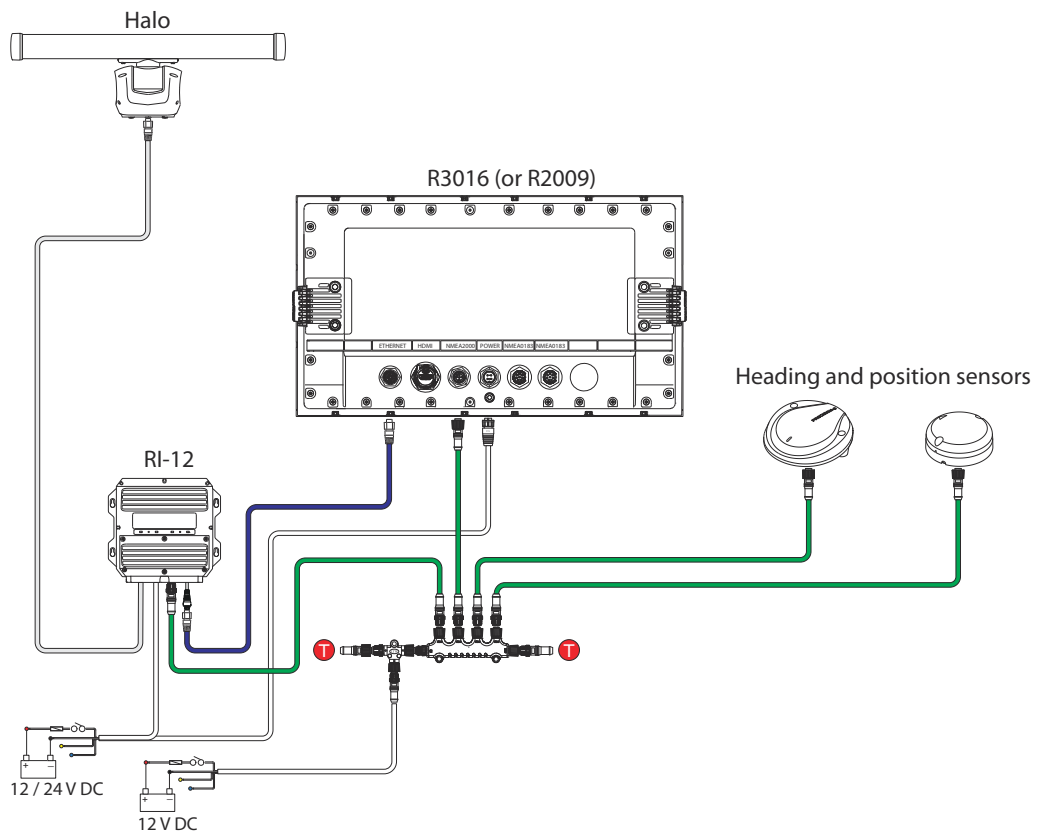 Halo
R3016 (or R2009)
ETHERNET HDMI NMEA2000 POWER NMEA0183 NMEA0183
Heading and position sensors
RI-12
T T
+ −
12 / 24 V DC
+ −
12 V DC